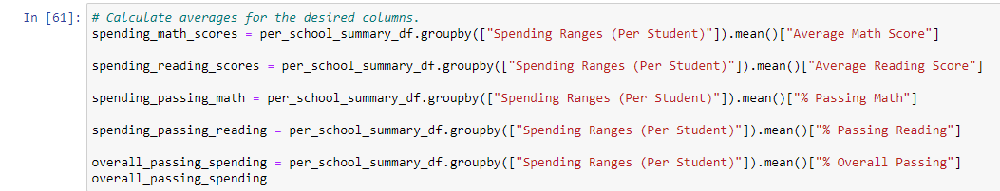 In [61]: # Calculate averages for the desired columns.
spending_math_scores = per_school_summary_df.groupby(["Spending Ranges (Per Student)"]).mean()["Average Math Score"]
spending_reading_scores = per_school_summary_df.groupby(["Spending Ranges (Per Student)"]).mean()["Average Reading Score"]
spending_passing_math = per_school_summary_df.groupby(["Spending Ranges (Per Student)"]).mean()["% Passing Math"]
spending_passing_reading = per_school_summary_df.groupby(["Spending Ranges (Per Student)"]).mean()["% Passing Reading"]
overall_passing_spending = per_school_summary_df.groupby(["Spending Ranges (Per Student)"]).mean()["% Overall Passing"]
overall_passing_spending